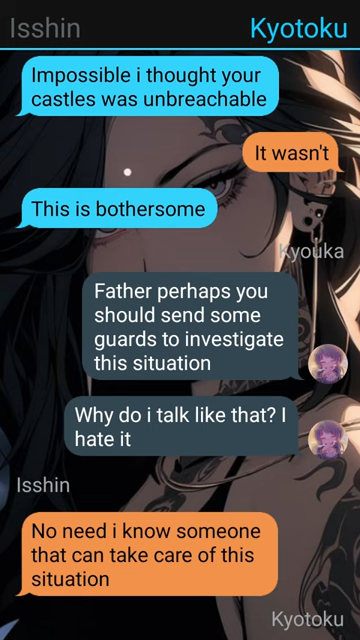 Isshin
Kyotoku
Impossible i thought your
castles was unbreachable
It wasn't
This is bothersome
Kyouka
Father perhaps you
should send some
guards to investigate
this situation
Why do i talk like that? I
hate it
Isshin
No need i know someone
that can take care of this
situation
Kyotoku